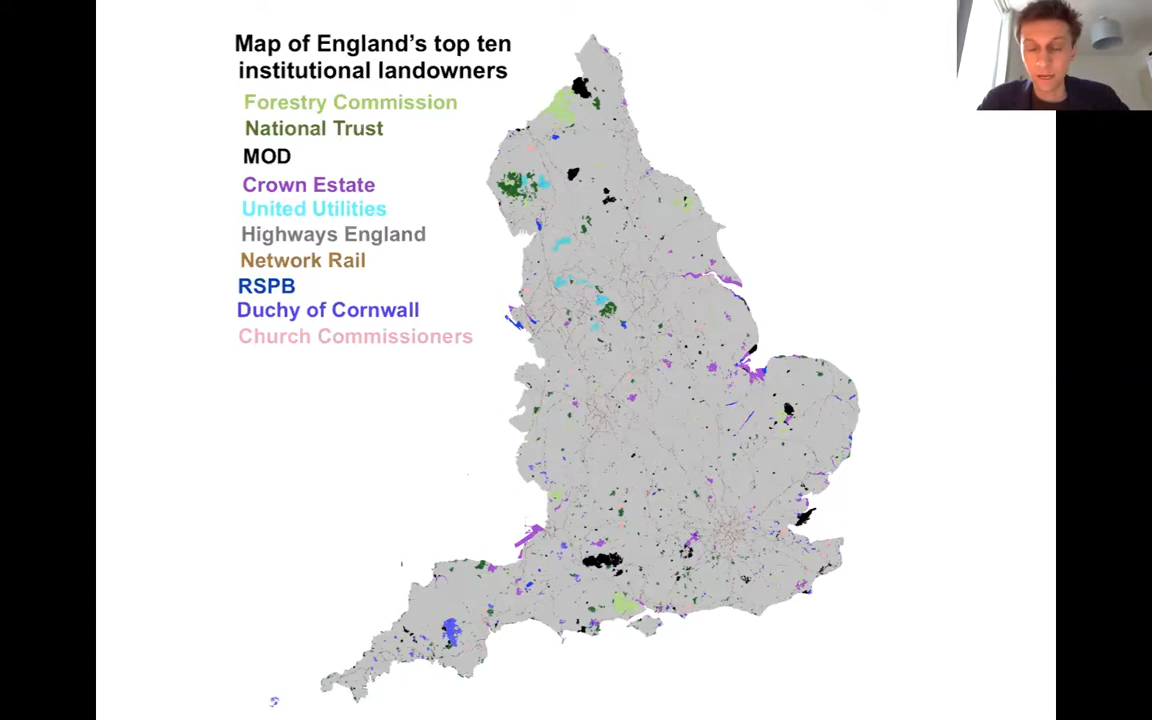 Map of England's top ten
institutional landowners
Forestry Commission
National Trust
MOD
Crown Estate
United Utilities
Highways England
Network Rail
RSPB
Duchy of Cornwall
Church Commissioners